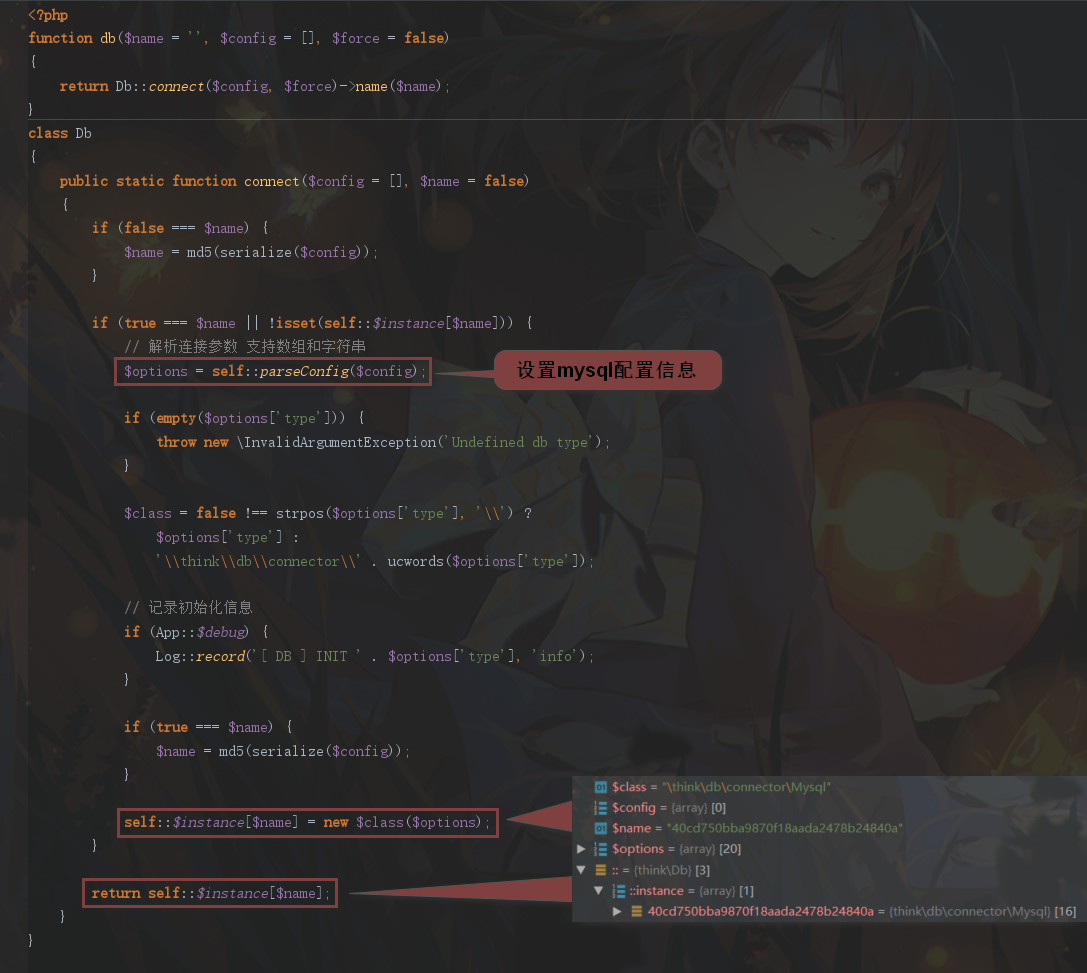 <?php
function db($name = '', $config = [], $force = false)
{
return Db::connect($config, $force)->name($name);
}
class Db
{
public static function connect($config = [], $name = false)
{
if (false === $name) {
$name = md5(serialize($config));
}
if (true === $name || !isset(self::$instance[$name])) {
// 解析连接参数 支持数组和字符串
$options = self::parseConfig($config);
设置mysql配置信息
if (empty($options['type'])) {
throw new \InvalidArgumentException('Undefined db type');
}
$class = false !== strpos($options['type'], '\\') ?
$options['type'] :
'\\think\\db\\connector\\' . ucwords($options['type']);
// 记录初始化信息
if (App::$debug) {
Log::record('[ DB ] INIT ' . $options['type'], 'info');
}
if (true === $name) {
$name = md5(serialize($config));
}
self::$instance[$name] = new $class($options);
}
return self::$instance[$name];
}
}
$class = "\think\db\connector\Mysql"
$config = {array} [0]
$name = "40cd750bba9870f18aada2478b24840a"
$options = {array} [20]
:: = {think\Db} [3]
::instance = {array} [1]
40cd750bba9870f18aada2478b24840a = {think\db\connector\Mysql} [16]